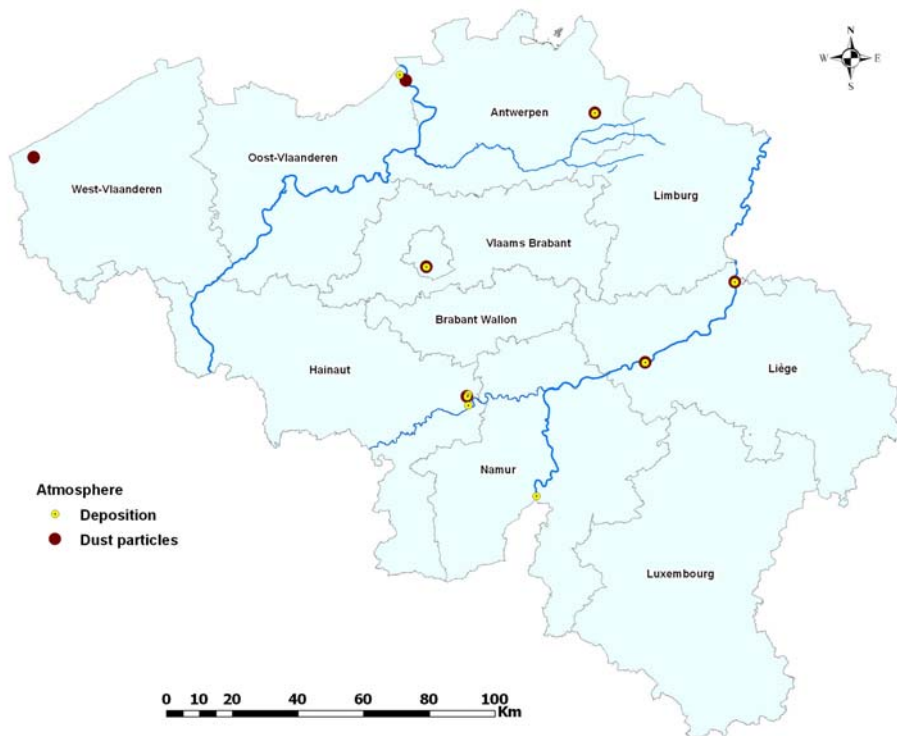 N
W E
S
Antwerpen
Oost-Vlaanderen
West-Vlaanderen
Limburg
Vlaams Brabant
Brabant Wallon
Hainaut
Liège
Namur
Luxembourg
Atmosphere
Deposition
Dust particles
0 10 20 40 60 80 100
Km